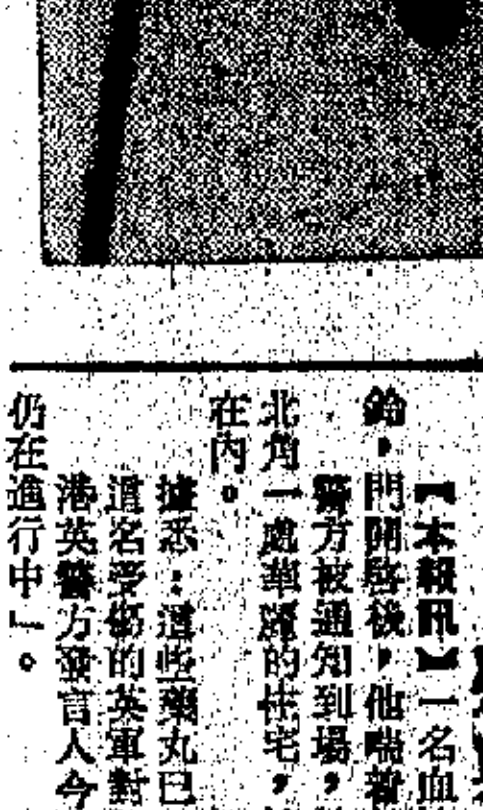 【本報訊】一名血
鈴，門開啓後，他喘着
警方被通知到場，
北角一處華麗的住宅，
在內。
據悉：這些藥丸已
這名受傷的英軍對
港英警方發言人今
仍在進行中」。